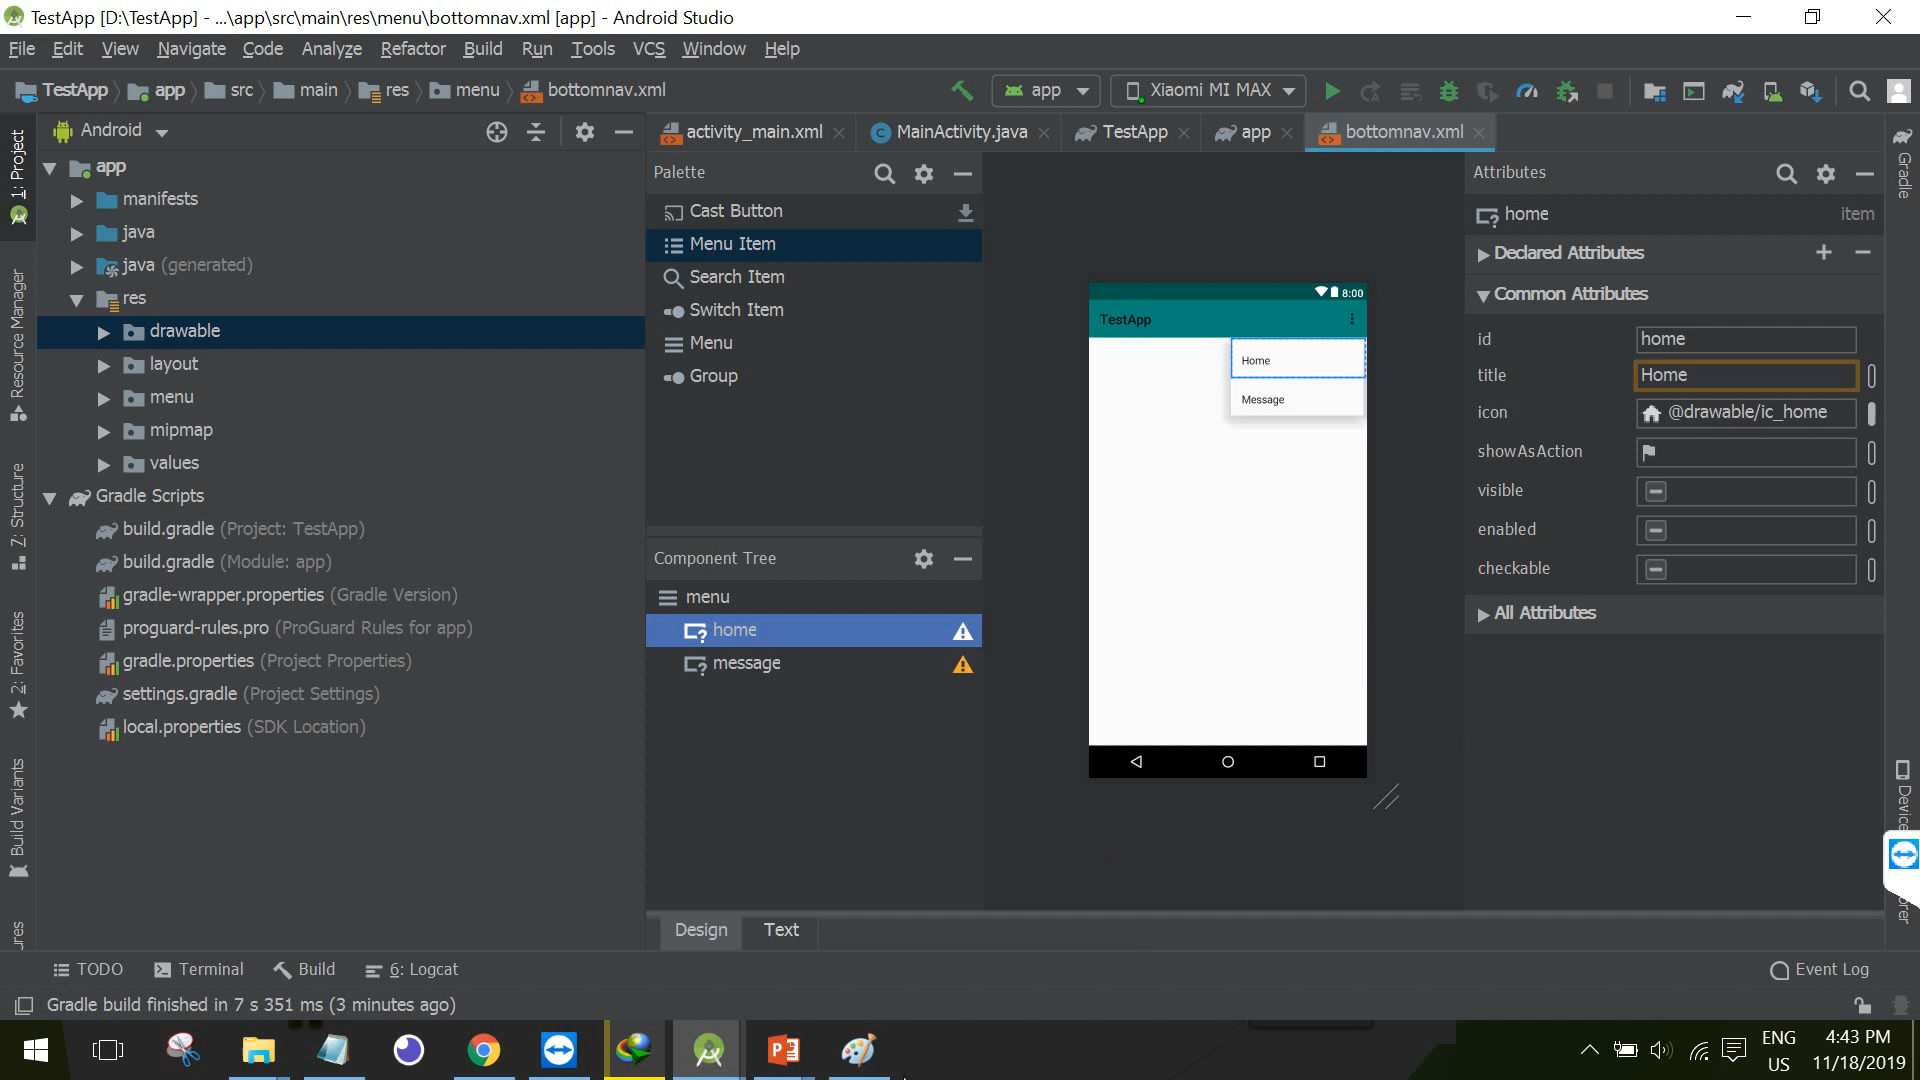 TestApp [D:\TestApp] - ...\app\src\main\res\menu\bottomnav.xml [app] - Android Studio
File Edit View Navigate Code Analyze Refactor Build Run Tools VCS Window Help
TestApp app src main res menu bottomnav.xml
app Xiaomi MI MAX
1: Project
Resource Manager
Z: Structure
2: Favorites
Build Variants
Android
app
manifests
java
java (generated)
res
drawable
layout
menu
mipmap
values
Gradle Scripts
build.gradle (Project: TestApp)
build.gradle (Module: app)
gradle-wrapper.properties (Gradle Version)
proguard-rules.pro (ProGuard Rules for app)
gradle.properties (Project Properties)
settings.gradle (Project Settings)
local.properties (SDK Location)
activity_main.xml MainActivity.java TestApp app bottomnav.xml
Palette
Cast Button
Menu Item
Search Item
Switch Item
Menu
Group
Component Tree
menu
home
message
8:00
TestApp
Home
Message
Attributes
home item
Declared Attributes
Common Attributes
id home
title Home
icon @drawable/ic_home
showAsAction
visible
enabled
checkable
All Attributes
Gradle
Device
Design Text
TODO Terminal Build 6: Logcat Event Log
Gradle build finished in 7 s 351 ms (3 minutes ago)
ENG
US
4:43 PM
11/18/2019